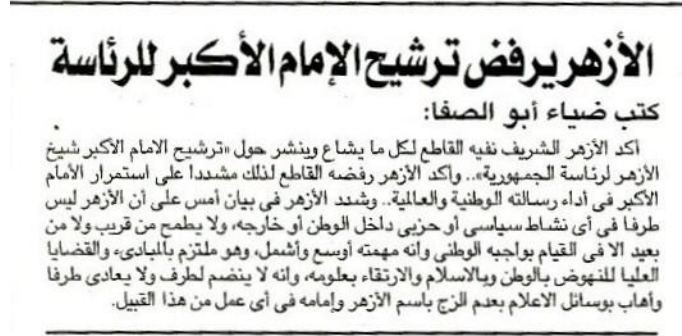 الأزهر يرفض ترشيح الإمام الأكبر للرئاسة
كتب ضياء أبو الصفا:
أكد الأزهر الشريف نفيه القاطع لكل ما يشاع وينشر حول «ترشيح الامام الأكبر شيخ
الأزهر لرئاسة الجمهورية».. وأكد الأزهر رفضه القاطع لذلك مشددا على استمرار الأمام
الأكبر فى أداء رسالته الوطنية والعالمية.. وشدد الأزهر فى بيان أمس على أن الأزهر ليس
طرفا فى أى نشاط سياسى أو حزبى داخل الوطن أو خارجه، ولا يطمح من قريب ولا من
بعيد الا فى القيام بواجبه الوطنى وانه مهمته أوسع وأشمل، وهو ملتزم بالمبادىء والقضايا
العليا للنهوض بالوطن وبالاسلام والارتقاء بعلومه، وانه لا ينضم لطرف ولا يعادى طرفا
وأهاب بوسائل الاعلام بعدم الزج باسم الأزهر وإمامه فى أى عمل من هذا القبيل.